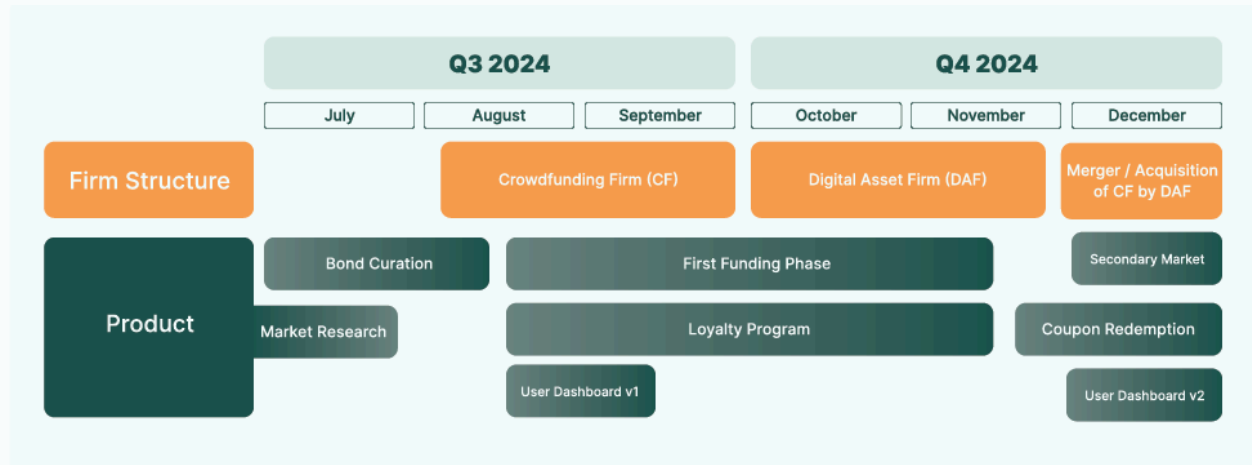 Q3 2024
Q4 2024
July
August
September
October
November
December
Firm Structure
Crowdfunding Firm (CF)
Digital Asset Firm (DAF)
Merger / Acquisition
of CF by DAF
Product
Bond Curation
First Funding Phase
Secondary Market
Market Research
Loyalty Program
Coupon Redemption
User Dashboard v1
User Dashboard v2